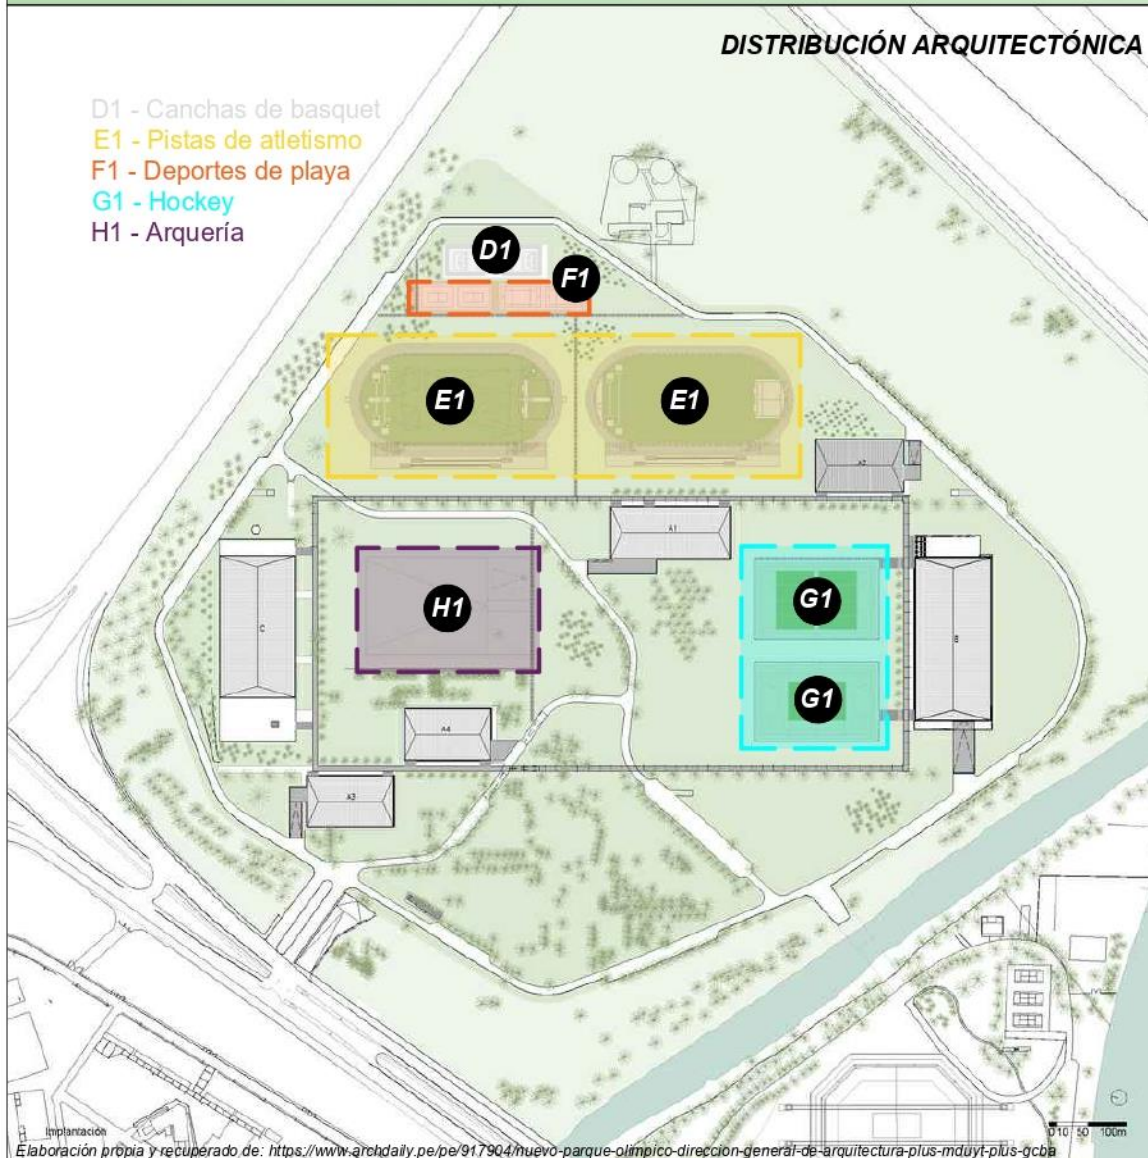 DISTRIBUCIÓN ARQUITECTÓNICA
D1 - Canchas de basquet
E1 - Pistas de atletismo
F1 - Deportes de playa
G1 - Hockey
H1 - Arquería
D1
F1
E1
E1
A2
A1
H1
G1
C
G1
A4
A3
Implantación
0 10 50 100m
Elaboración propia y recuperado de: https://www.archdaily.pe/pe/917904/nuevo-parque-olimpico-direccion-general-de-arquitectura-plus-mduyt-plus-gcba